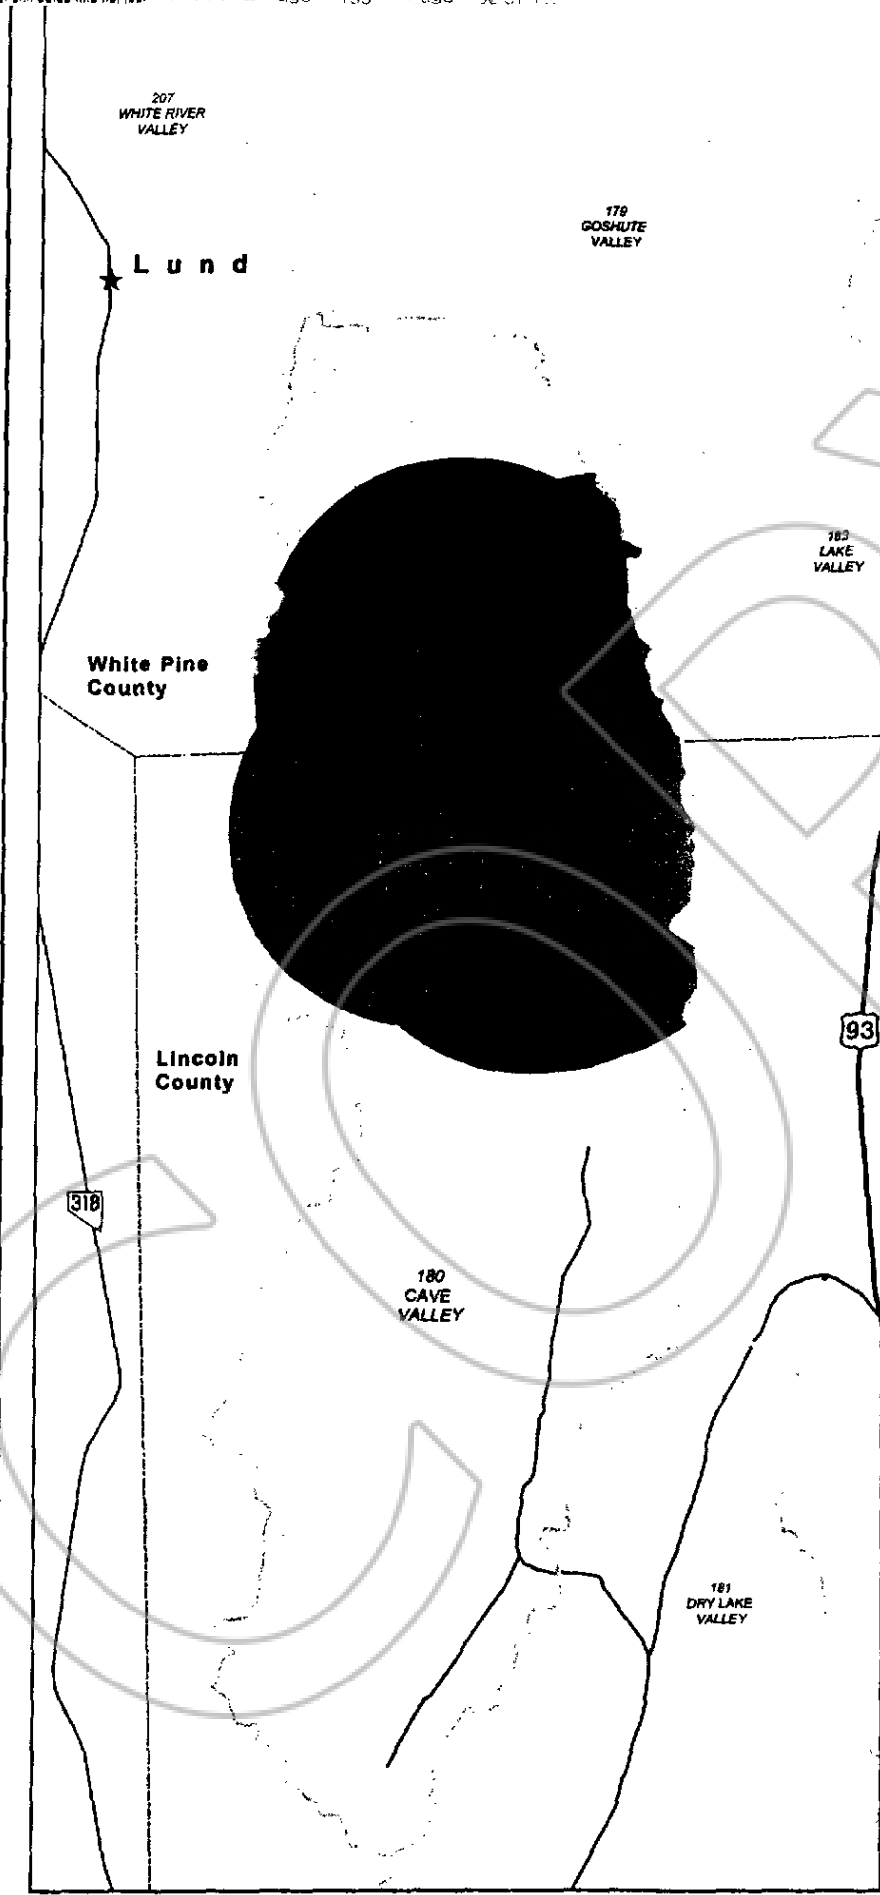 207
WHITE RIVER
VALLEY
179
GOSHUTE
VALLEY
Lund
183
LAKE
VALLEY
White Pine
County
93
Lincoln
County
318
180
CAVE
VALLEY
181
DRY LAKE
VALLEY